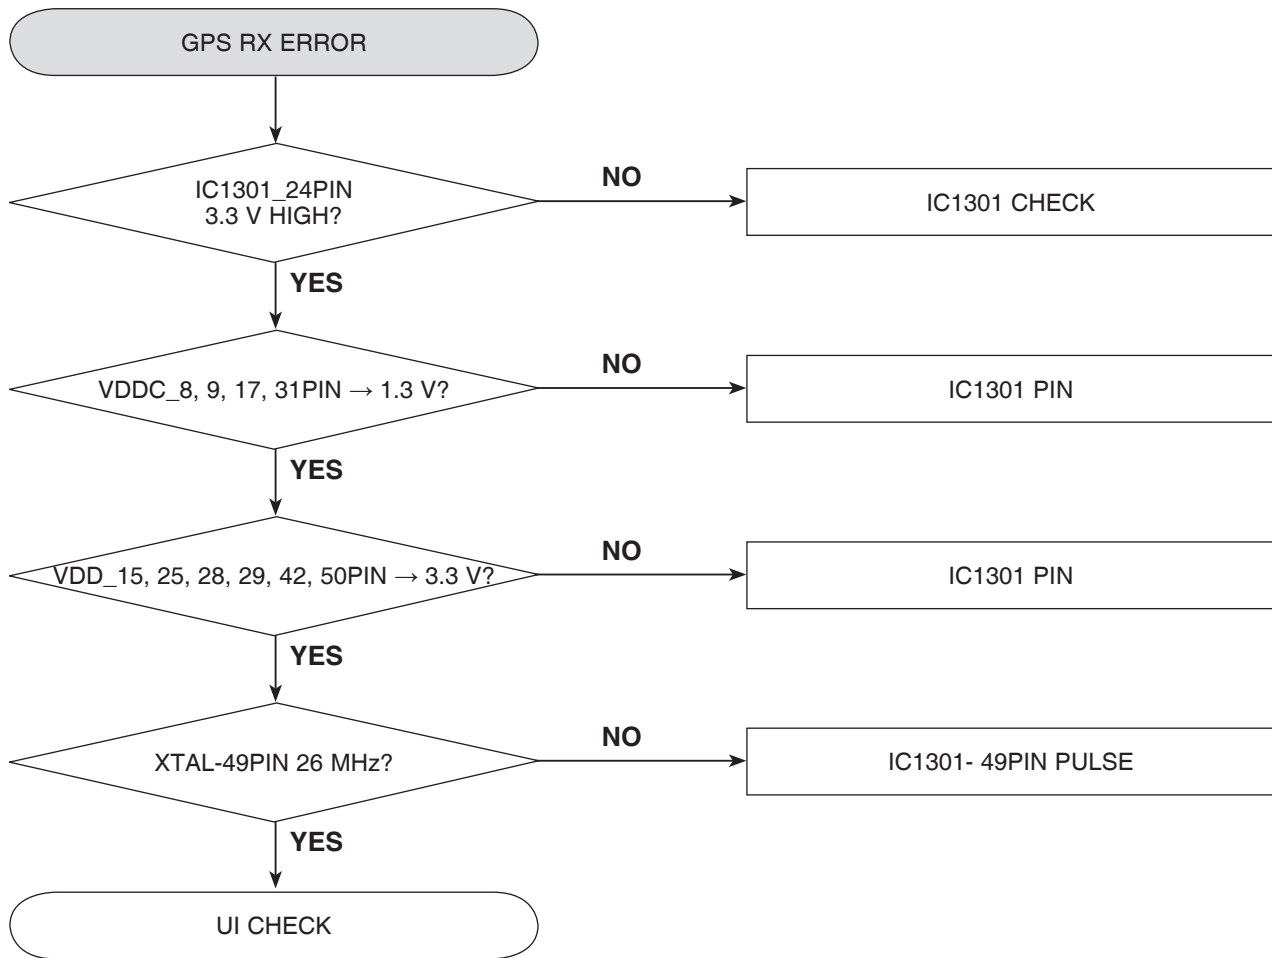 GPS RX ERROR
IC1301_24PIN
3.3 V HIGH?
NO
IC1301 CHECK
YES
VDDC_8, 9, 17, 31PIN → 1.3 V?
NO
IC1301 PIN
YES
VDD_15, 25, 28, 29, 42, 50PIN → 3.3 V?
NO
IC1301 PIN
YES
XTAL-49PIN 26 MHz?
NO
IC1301- 49PIN PULSE
YES
UI CHECK